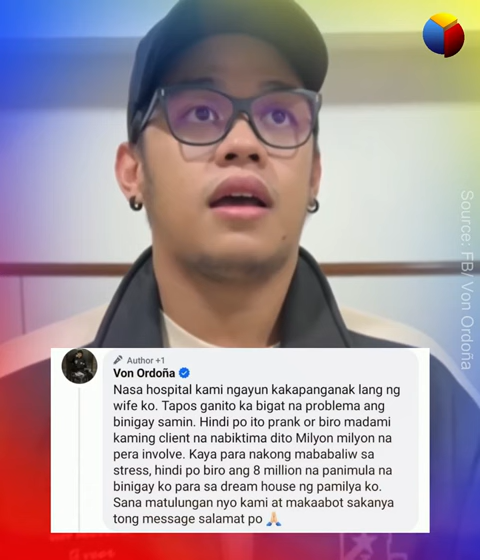 Source: FB/ Von Ordoña
Author +1
Von Ordoña
Nasa hospital kami ngayun kakapanganak lang ng
wife ko. Tapos ganito ka bigat na problema ang
binigay samin. Hindi po ito prank or biro madami
kaming client na nabiktima dito Milyon milyon na
pera involve. Kaya para nakong mababaliw sa
stress, hindi po biro ang 8 million na panimula na
binigay ko para sa dream house ng pamilya ko.
Sana matulungan nyo kami at makaabot sakanya
tong message salamat po 🙏🏻